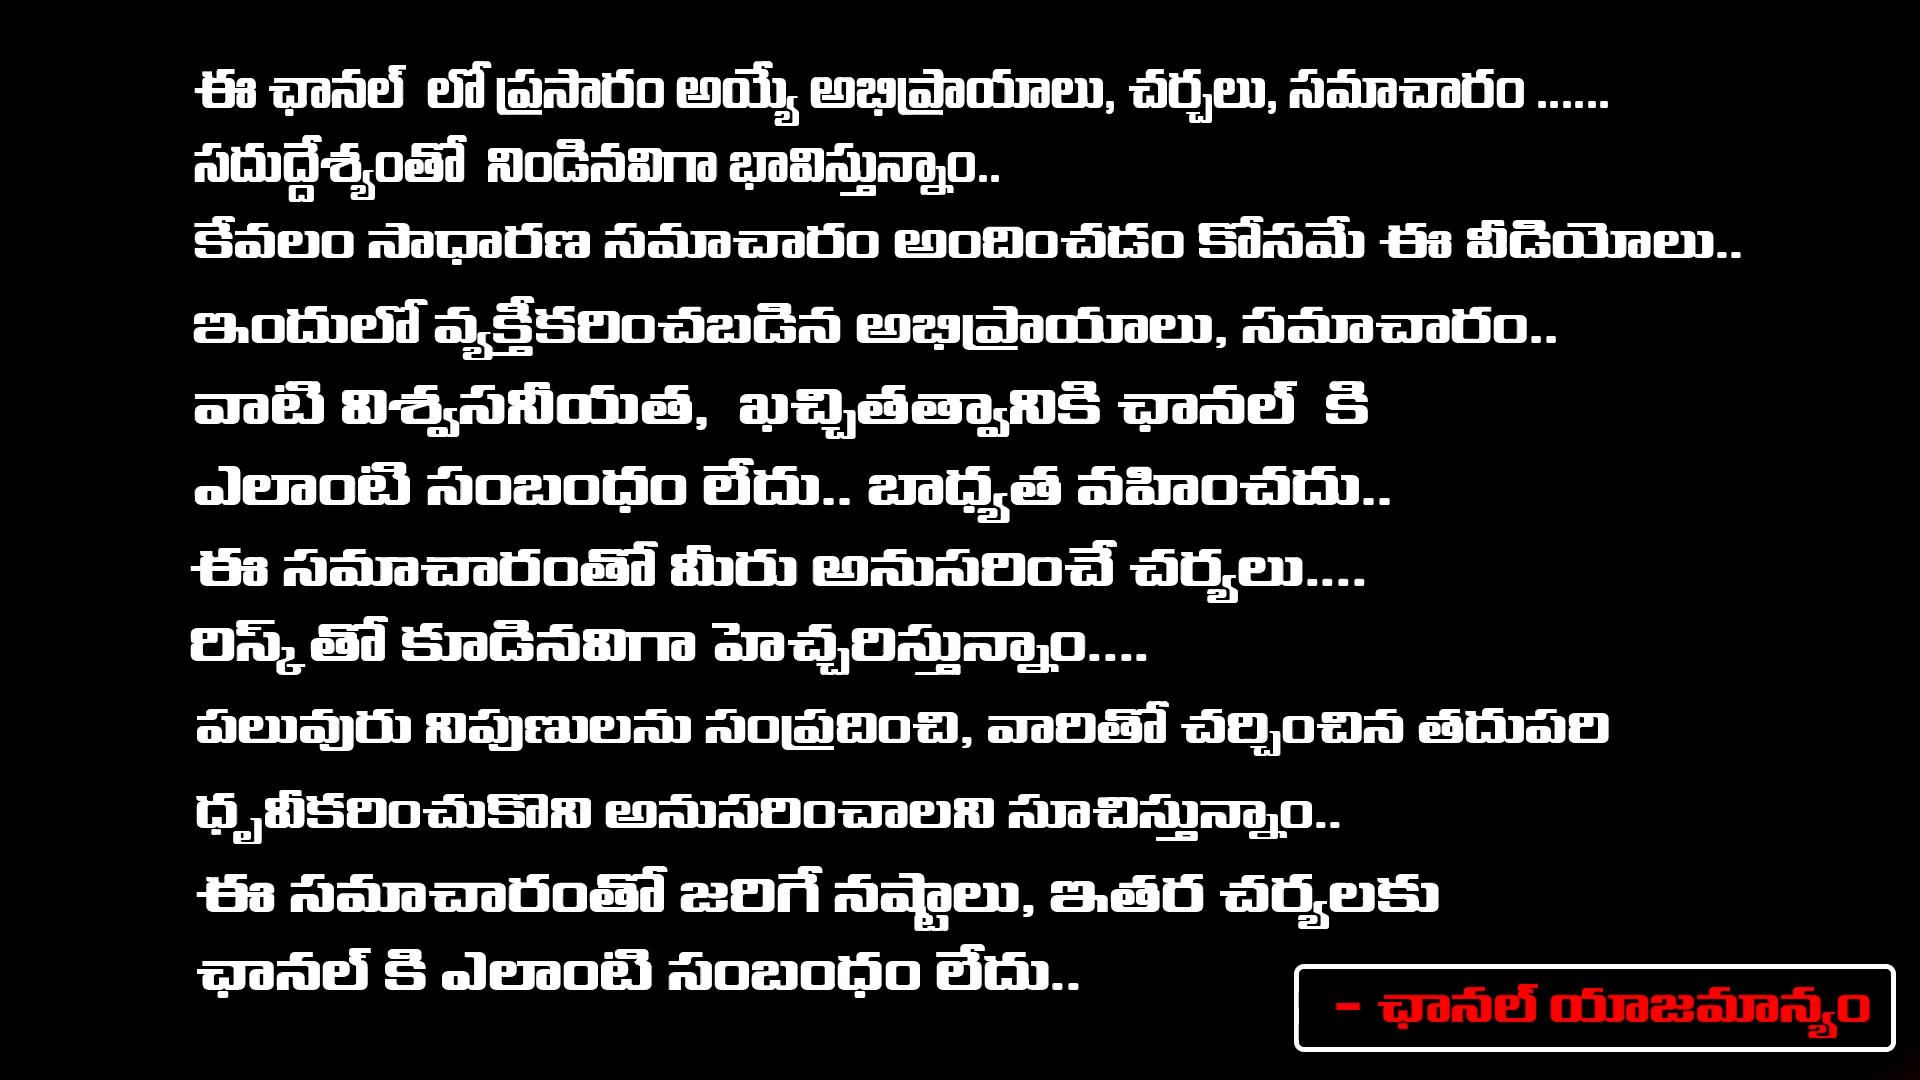 ఈ ఛానల్ లో ప్రసారం అయ్యే అభిప్రాయాలు, చర్చలు, సమాచారం ......
సదుద్దేశ్యంతో నిండినవిగా భావిస్తున్నాం..
కేవలం సాధారణ సమాచారం అందించడం కోసమే ఈ వీడియోలు..
ఇందులో వ్యక్తీకరించబడిన అభిప్రాయాలు, సమాచారం..
వాటి విశ్వసనీయత, ఖచ్చితత్వానికి ఛానల్ కి
ఎలాంటి సంబంధం లేదు.. బాధ్యత వహించదు..
ఈ సమాచారంతో మీరు అనుసరించే చర్యలు....
రిస్క్ తో కూడినవిగా హెచ్చరిస్తున్నాం....
పలువురు నిపుణులను సంప్రదించి, వారితో చర్చించిన తదుపరి
ధృవీకరించుకొని అనుసరించాలని సూచిస్తున్నాం..
ఈ సమాచారంతో జరిగే నష్టాలు, ఇతర చర్యలకు
ఛానల్ కి ఎలాంటి సంబంధం లేదు..
- ఛానల్ యాజమాన్యం